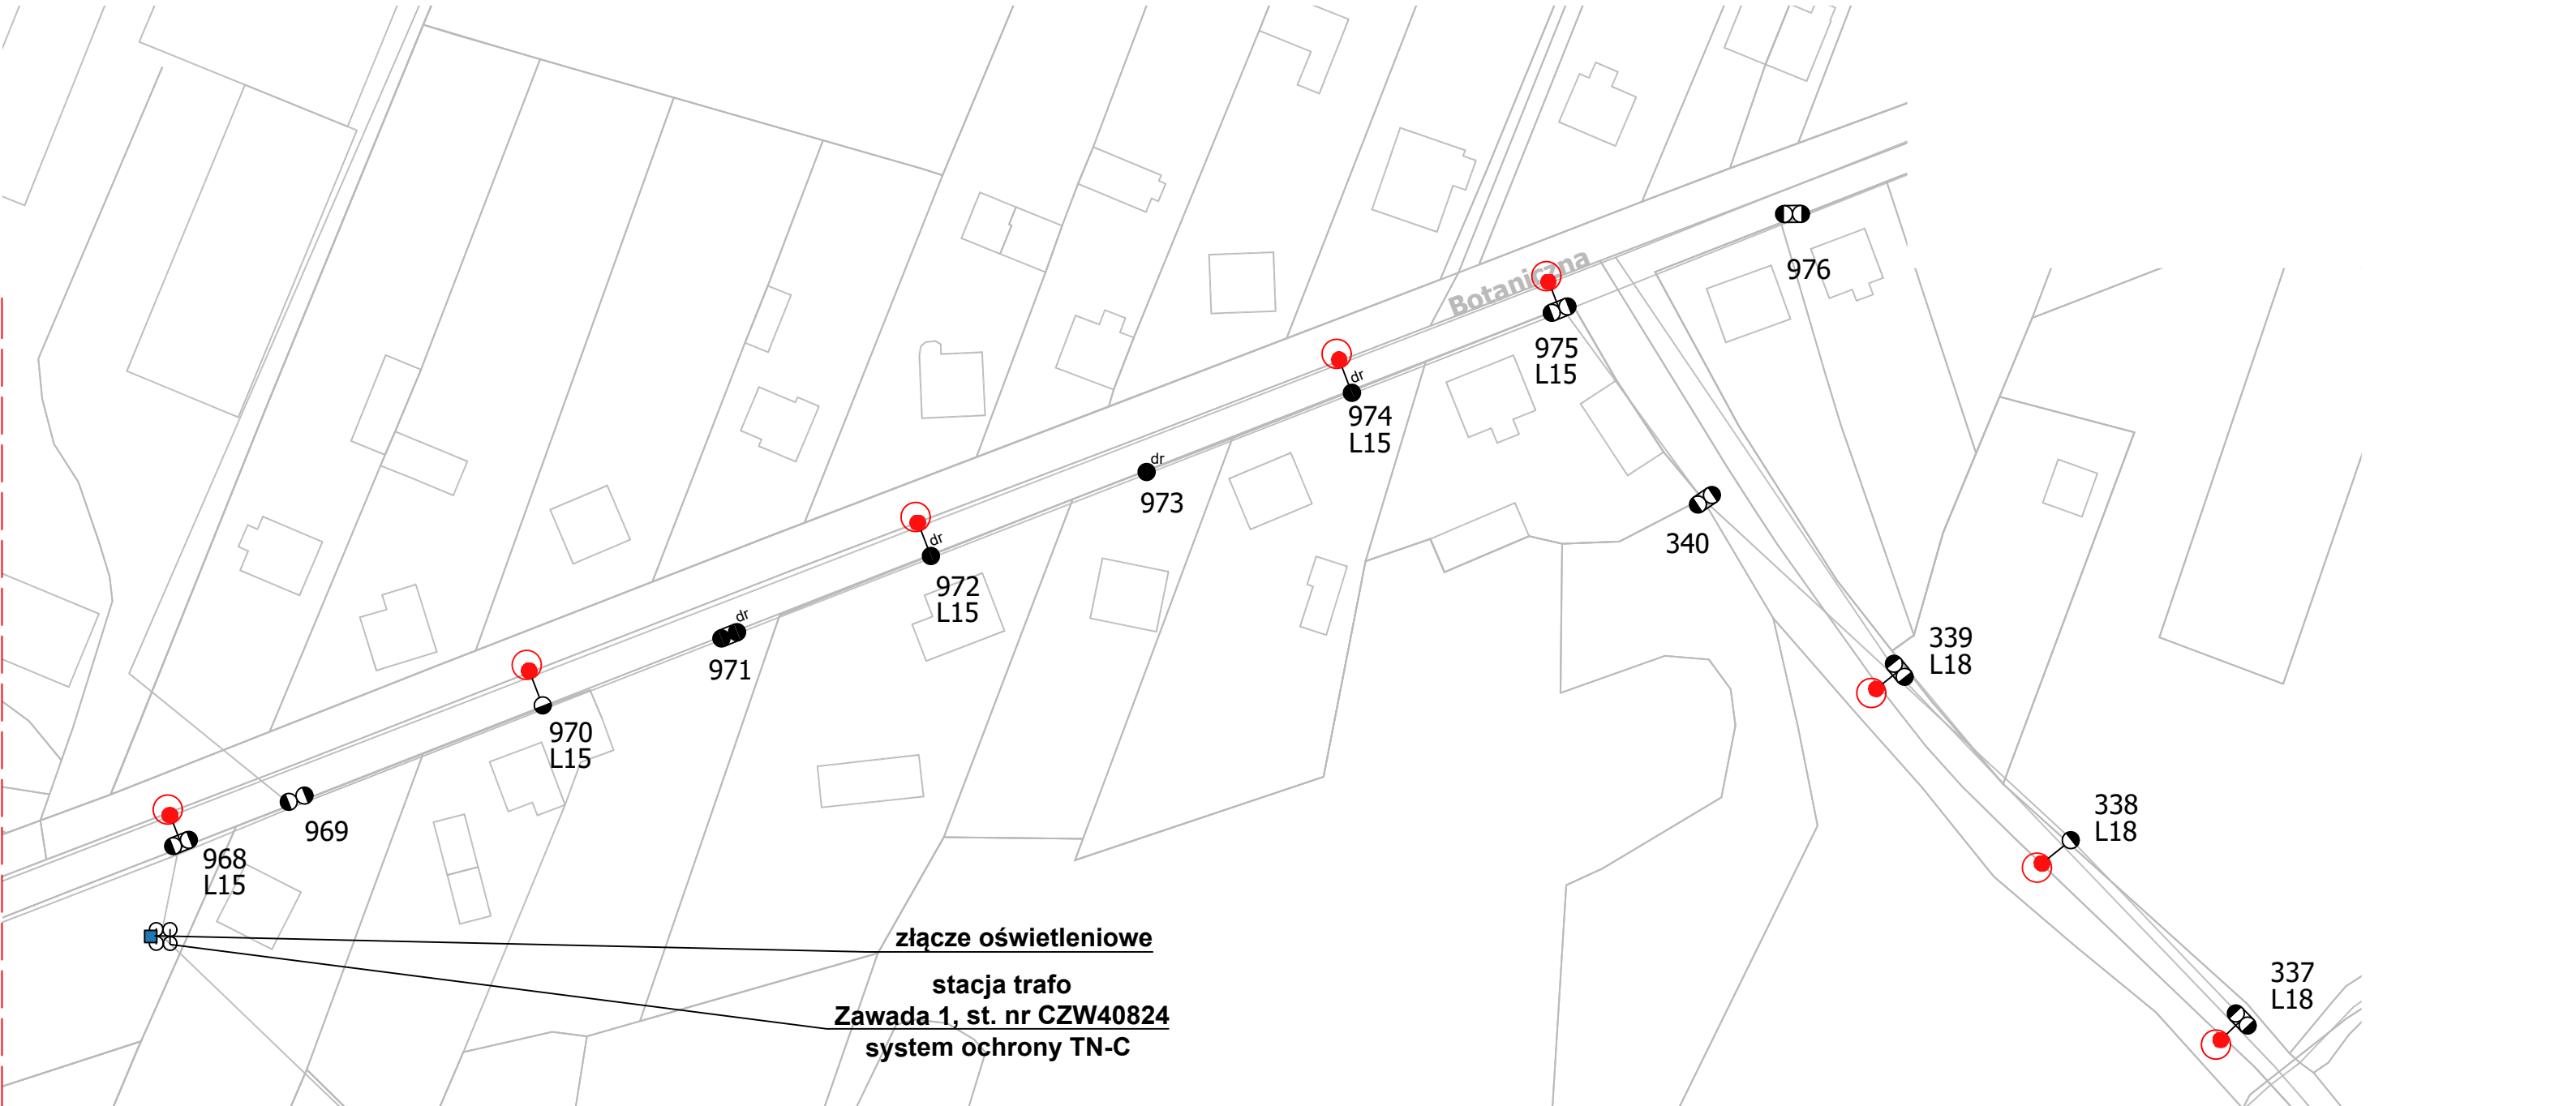 Botaniczna
976
975
L15
dr
974
L15
dr
973
340
dr
972
L15
dr
971
339
L18
970
L15
338
L18
969
968
L15
złącze oświetleniowe
stacja trafo
Zawada 1, st. nr CZW40824
system ochrony TN-C
337
L18